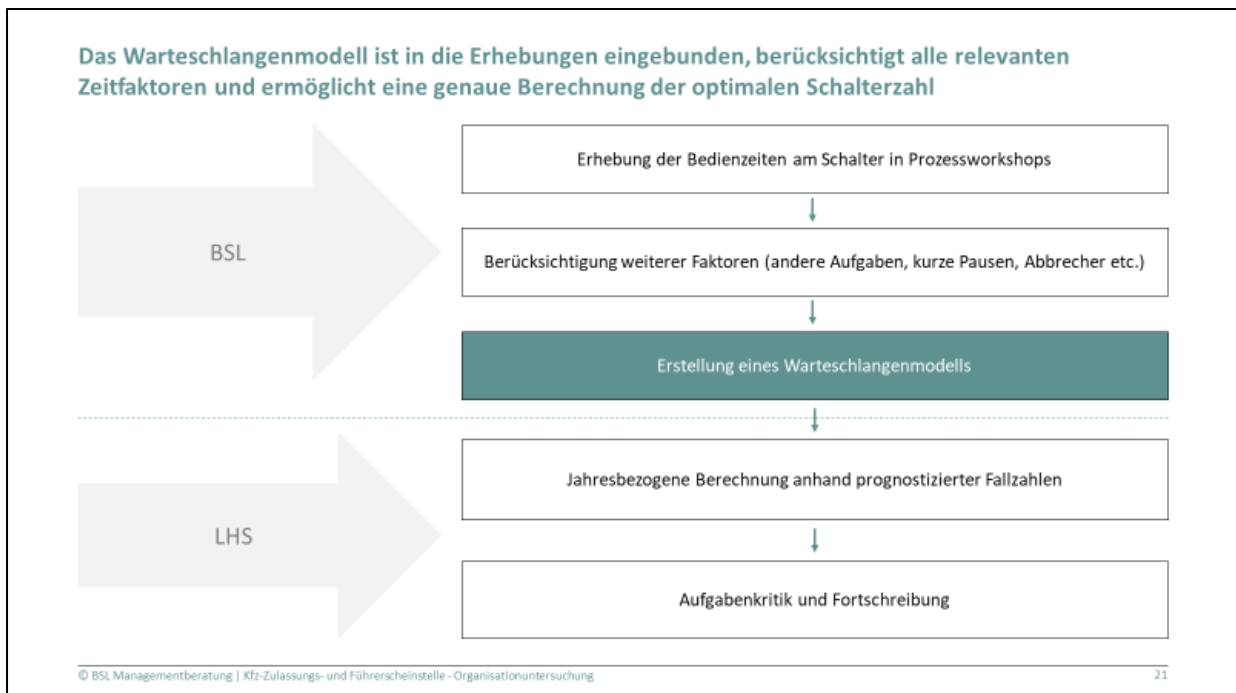 Das Warteschlangenmodell ist in die Erhebungen eingebunden, berücksichtigt alle relevanten
Zeitfaktoren und ermöglicht eine genaue Berechnung der optimalen Schalterzahl
BSL
Erhebung der Bedienzeiten am Schalter in Prozessworkshops
Berücksichtigung weiterer Faktoren (andere Aufgaben, kurze Pausen, Abbrecher etc.)
Erstellung eines Warteschlangenmodells
LHS
Jahresbezogene Berechnung anhand prognostizierter Fallzahlen
Aufgabenkritik und Fortschreibung
© BSL Managementberatung | Kfz-Zulassungs- und Führerscheinstelle - Organisationuntersuchung
21